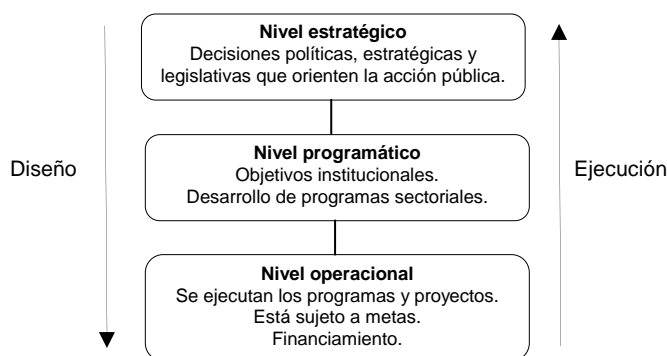 Nivel estratégico
Decisiones políticas, estratégicas y
legislativas que orienten la acción pública.
Diseño
Nivel programático
Objetivos institucionales.
Desarrollo de programas sectoriales.
Ejecución
Nivel operacional
Se ejecutan los programas y proyectos.
Está sujeto a metas.
Financiamiento.